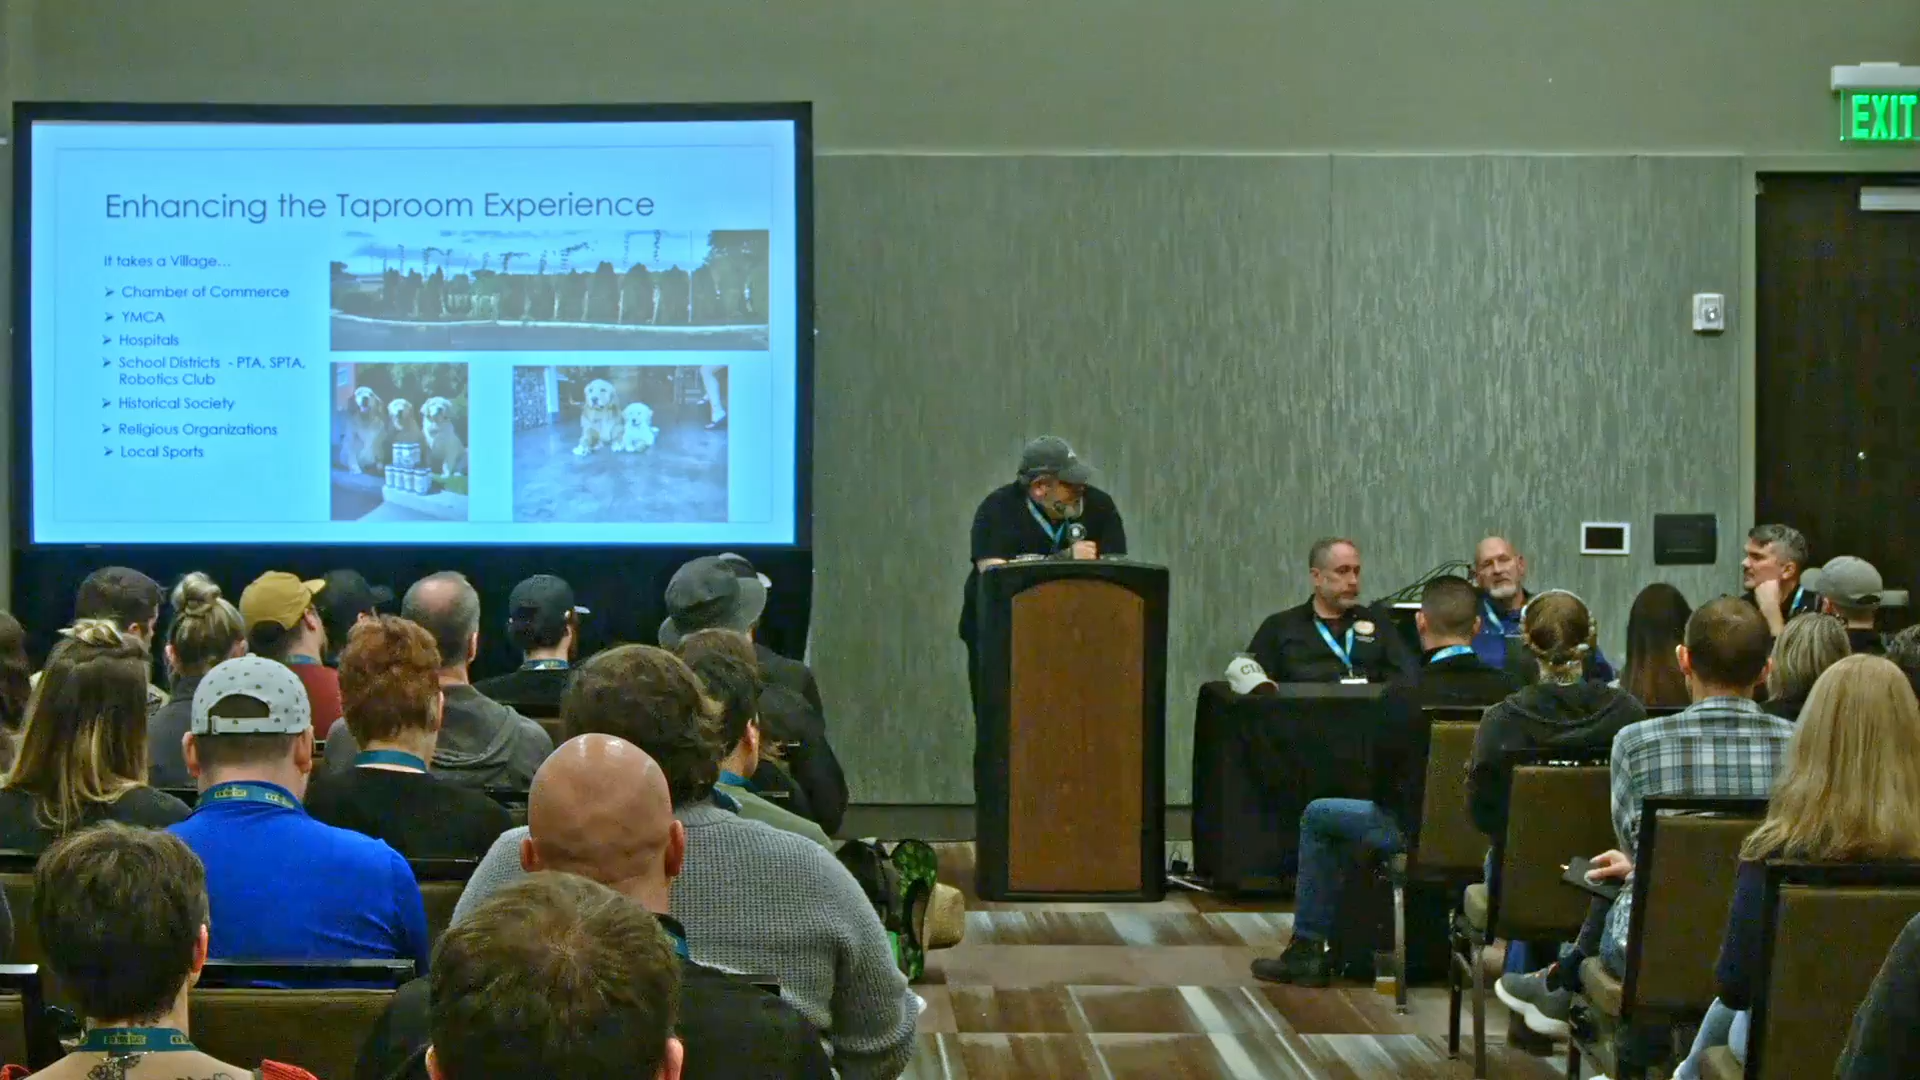 EXIT
Enhancing the Taproom Experience
It takes a Village...
➢ Chamber of Commerce
➢ YMCA
➢ Hospitals
➢ School Districts - PTA, SPTA,
Robotics Club
➢ Historical Society
➢ Religious Organizations
➢ Local Sports